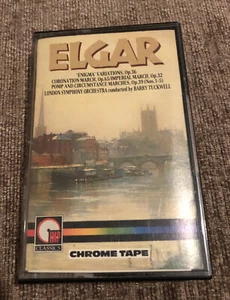 ELGAR
'ENIGMA' VARIATIONS, Op.36
CORONATION MARCH, Op.65/IMPERIAL MARCH, Op.32
POMP AND CIRCUMSTANCE MARCHES, Op.39 (Nos.1-5)
LONDON SYMPHONY ORCHESTRA conducted by BARRY TUCKWELL
CLASSICS
CHROME TAPE